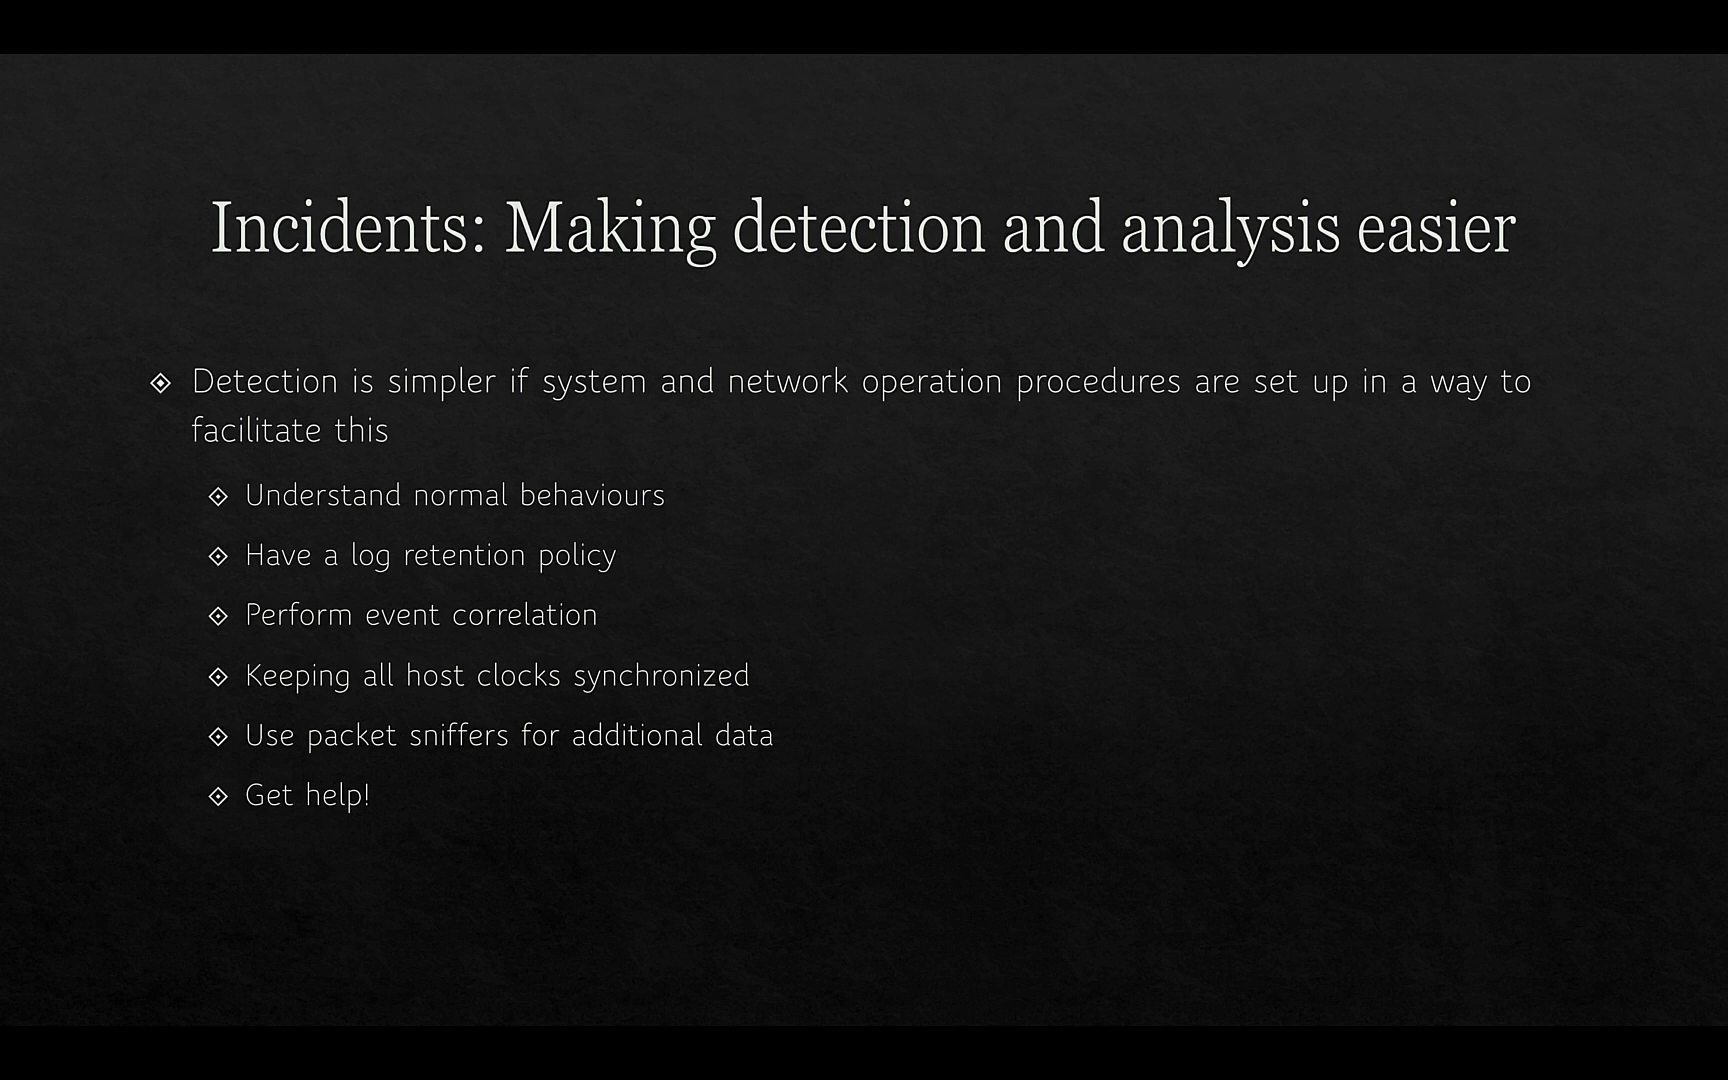 Incidents: Making detection and analysis easier
Detection is simpler if system and network operation procedures are set up in a way to
facilitate this
Understand normal behaviours
Have a log retention policy
Perform event correlation
Keeping all host clocks synchronized
Use packet sniffers for additional data
Get help!